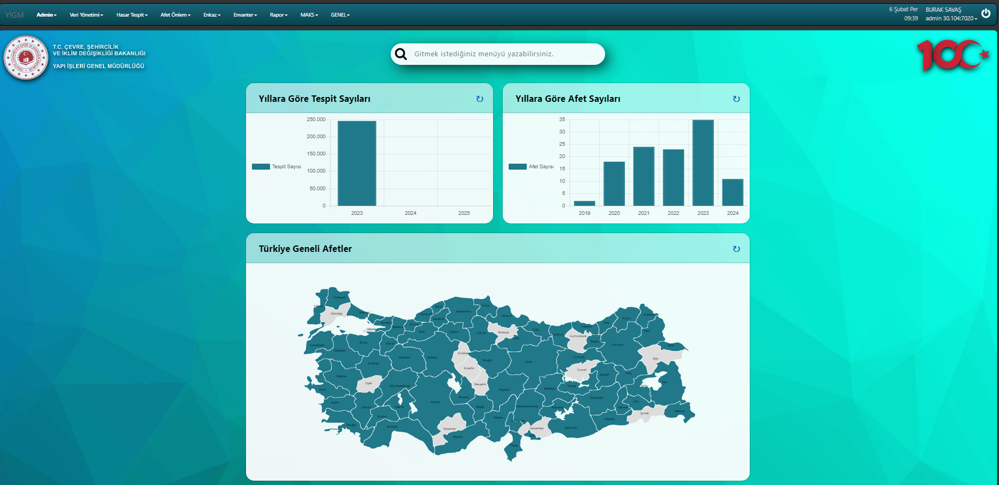 YİGM
Admin
Veri Yönetimi
Hasar Tespit
Afet Önlem
Enkaz
Envanter
Rapor
MAKS
GENEL
6 Şubat Per
09:39
BURAK SAVAŞ
admin 30.104:7020
T.C. ÇEVRE, ŞEHİRCİLİK
VE İKLİM DEĞİŞİKLİĞİ BAKANLIĞI
YAPI İŞLERİ GENEL MÜDÜRLÜĞÜ
Gitmek istediğiniz menüyü yazabilirsiniz.
100
Yıllara Göre Tespit Sayıları
250.000
200.000
150.000
100.000
50.000
0
Tespit Sayısı
2023
2024
2025
Yıllara Göre Afet Sayıları
35
30
25
20
15
10
5
0
Afet Sayısı
2019
2020
2021
2022
2023
2024
Türkiye Geneli Afetler
Kırklareli
Tekirdağ
Yalova
Kocaeli
Sakarya
Düzce
Bolu
Karabük
Kastamonu
Sinop
Samsun
Çankırı
Çorum
Amasya
Ordu
Giresun
Trabzon
Gümüşhane
Bayburt
Rize
Artvin
Ardahan
Kars
Iğdır
Erzurum
Çanakkale
Balıkesir
Bursa
Bilecik
Eskişehir
Ankara
Kırıkkale
Yozgat
Sivas
Erzincan
Ağrı
Kütahya
Kırşehir
Tunceli
Bingöl
Muş
Manisa
Uşak
Afyonkarahisar
Nevşehir
Kayseri
Malatya
Elazığ
Van
İzmir
Aydın
Denizli
Isparta
Konya
Aksaray
Niğde
Kahramanmaraş
Adıyaman
Diyarbakır
Batman
Siirt
Şırnak
Hakkari
Muğla
Burdur
Antalya
Karaman
Mersin
Adana
Gaziantep
Şanlıurfa
Mardin
Hatay